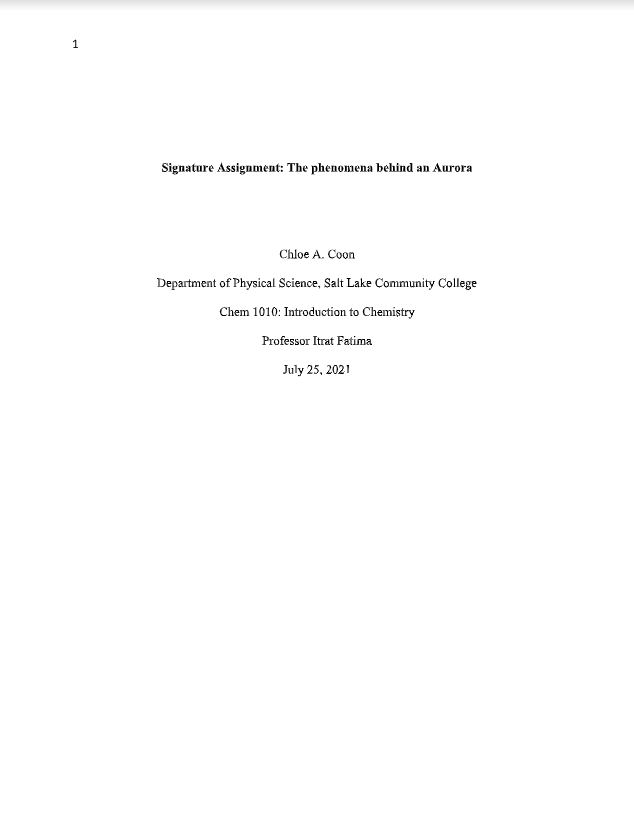 1
Signature Assignment: The phenomena behind an Aurora
Chloe A. Coon
Department of Physical Science, Salt Lake Community College
Chem 1010: Introduction to Chemistry
Professor Itrat Fatima
July 25, 2021